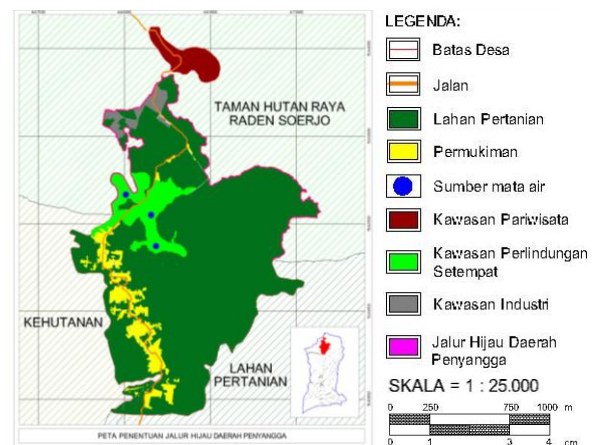 TAMAN HUTAN RAYA
RADEN SOERJO
KEHUTANAN
LAHAN
PERTANIAN
PETA PENENTUAN JALUR HIJAU DAERAH PENYANGGA
LEGENDA:
Batas Desa
Jalan
Lahan Pertanian
Permukiman
Sumber mata air
Kawasan Pariwisata
Kawasan Perlindungan
Setempat
Kawasan Industri
Jalur Hijau Daerah
Penyangga
SKALA = 1 : 25.000
0 250 750 1000 m
0 1 3 4 cm